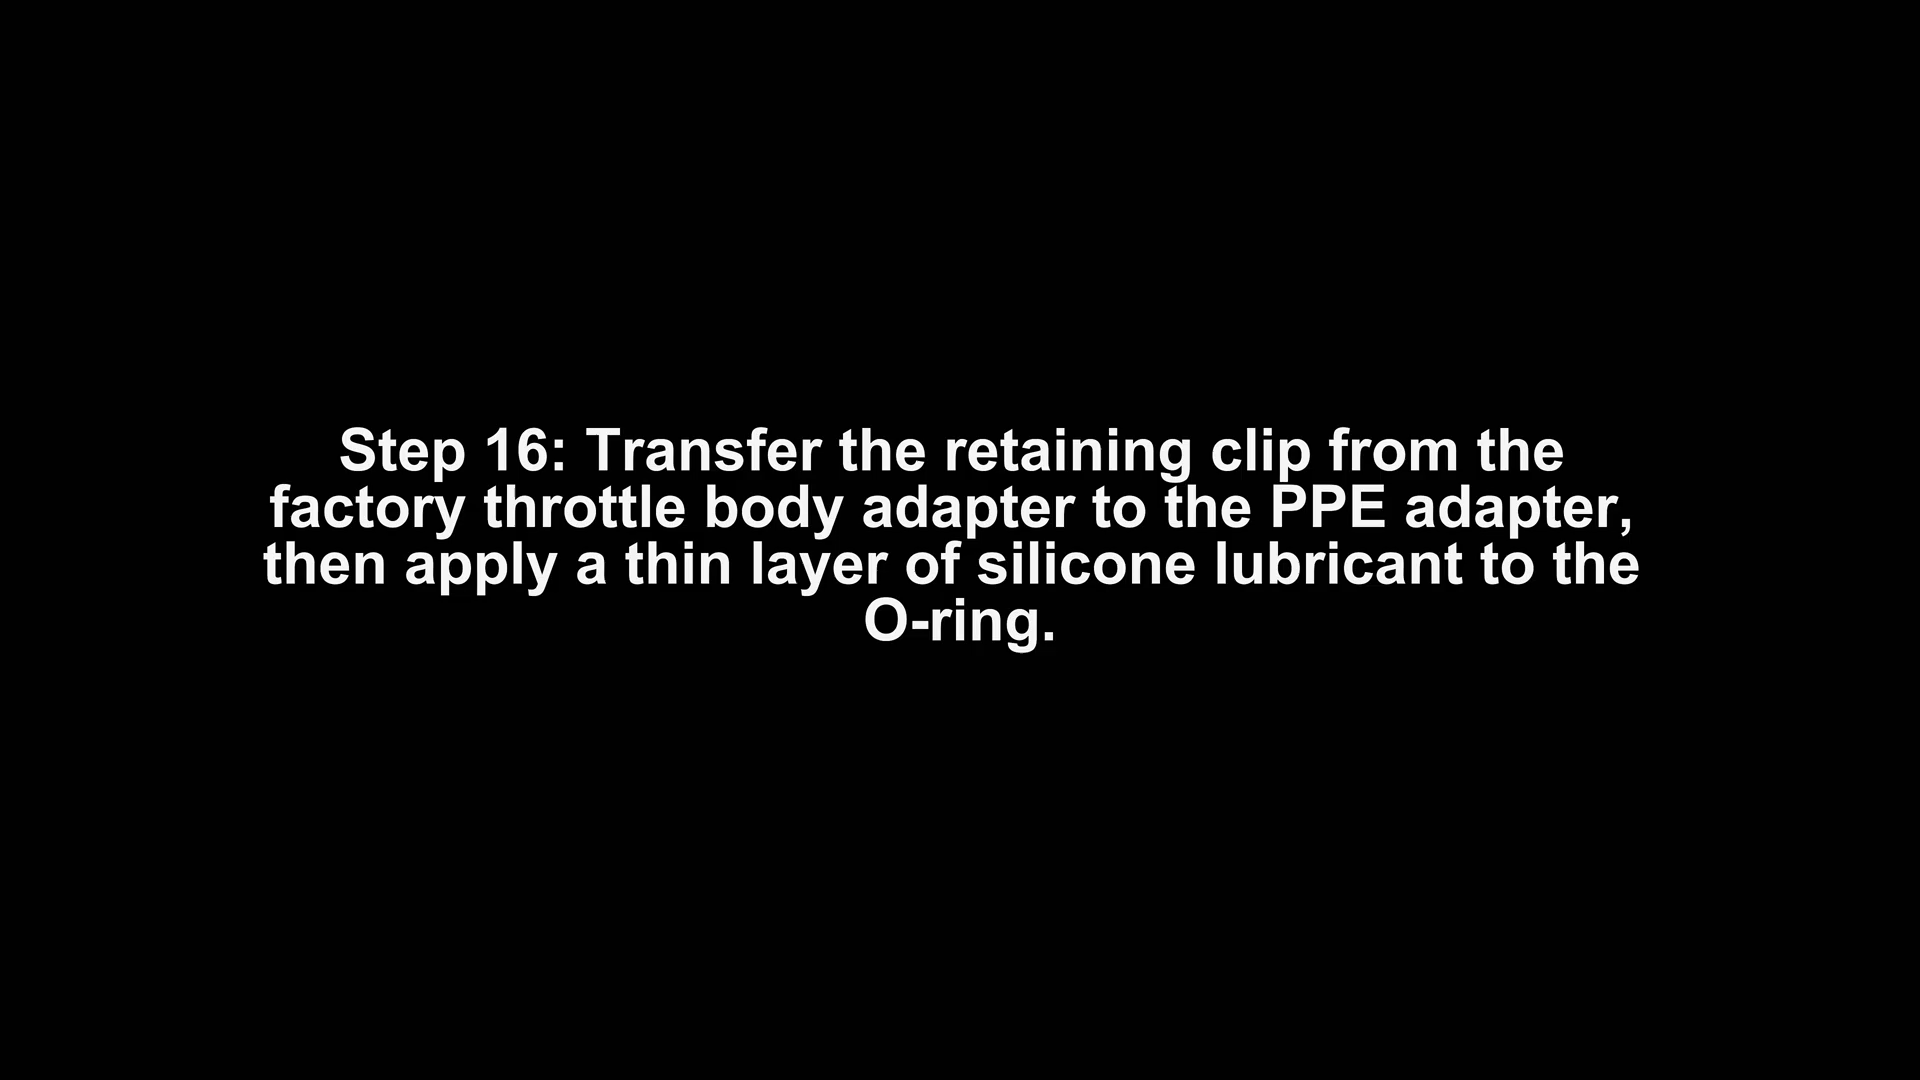 Step 16: Transfer the retaining clip from the
factory throttle body adapter to the PPE adapter,
then apply a thin layer of silicone lubricant to the
O-ring.